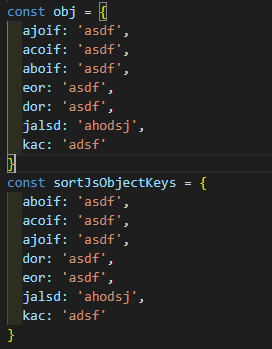 const obj = {
ajoif: 'asdf',
acoif: 'asdf',
aboif: 'asdf',
eor: 'asdf',
dor: 'asdf',
jalsd: 'ahodsj',
kac: 'adsf'
}
const sortJsObjectKeys = {
aboif: 'asdf',
acoif: 'asdf',
ajoif: 'asdf',
dor: 'asdf',
eor: 'asdf',
jalsd: 'ahodsj',
kac: 'adsf'
}